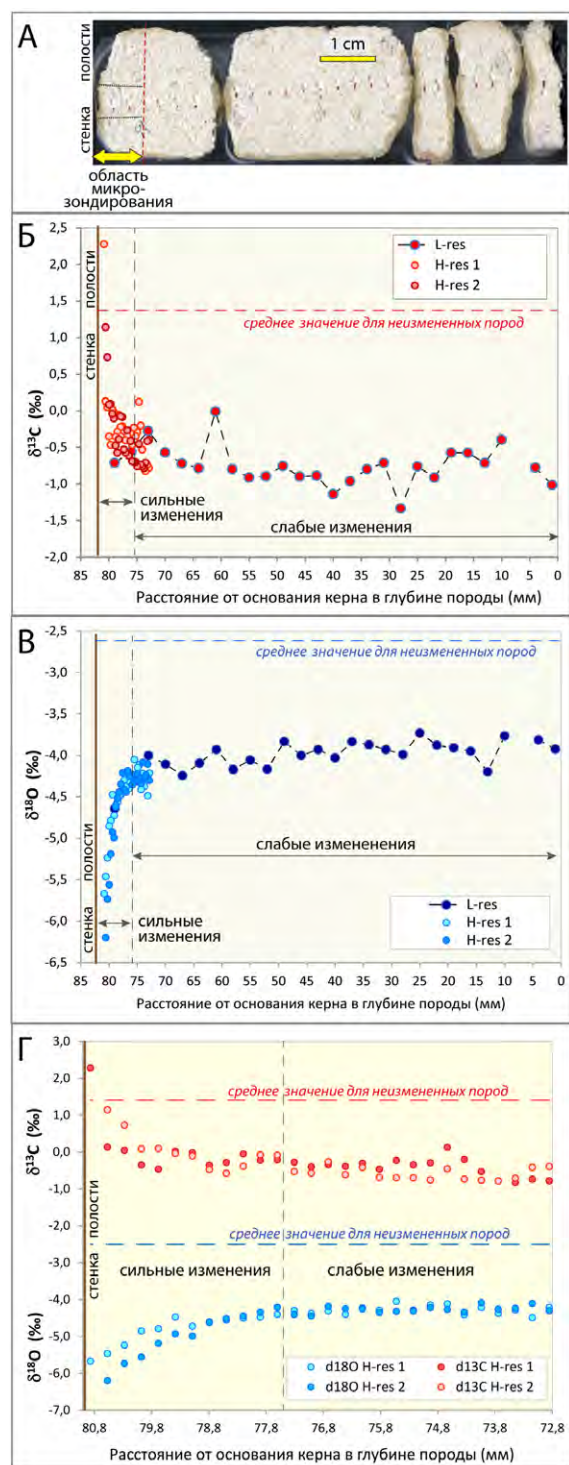 А
полости
стенка
1 cm
область
микро-
зондирования
Б
2,5
2,0
1,5
1,0
0,5
0,0
-0,5
-1,0
-1,5
-2,0
δ¹³C (‰)
полости
стенка
L-res
H-res 1
H-res 2
среднее значение для неизмененных пород
сильные
изменения
слабые изменения
85 80 75 70 65 60 55 50 45 40 35 30 25 20 15 10 5 0
Расстояние от основания керна в глубине породы (мм)
В
-2,5
-3,0
-3,5
-4,0
-4,5
-5,0
-5,5
-6,0
-6,5
δ¹⁸O (‰)
среднее значение для неизмененных пород
полости
стенка
слабые измененения
сильные
изменения
L-res
H-res 1
H-res 2
85 80 75 70 65 60 55 50 45 40 35 30 25 20 15 10 5 0
Расстояние от основания керна в глубине породы (мм)
Г
3,0
2,0
1,0
0,0
-1,0
-2,0
-3,0
-4,0
-5,0
-6,0
-7,0
δ¹³C (‰)
δ¹⁸O (‰)
среднее значение для неизмененных пород
полости
стенка
среднее значение для неизмененных пород
сильные изменения слабые изменения
d18O H-res 1 d13C H-res 1
d18O H-res 2 d13C H-res 2
80,8 79,8 78,8 77,8 76,8 75,8 74,8 73,8 72,8
Расстояние от основания керна в глубине породы (мм)